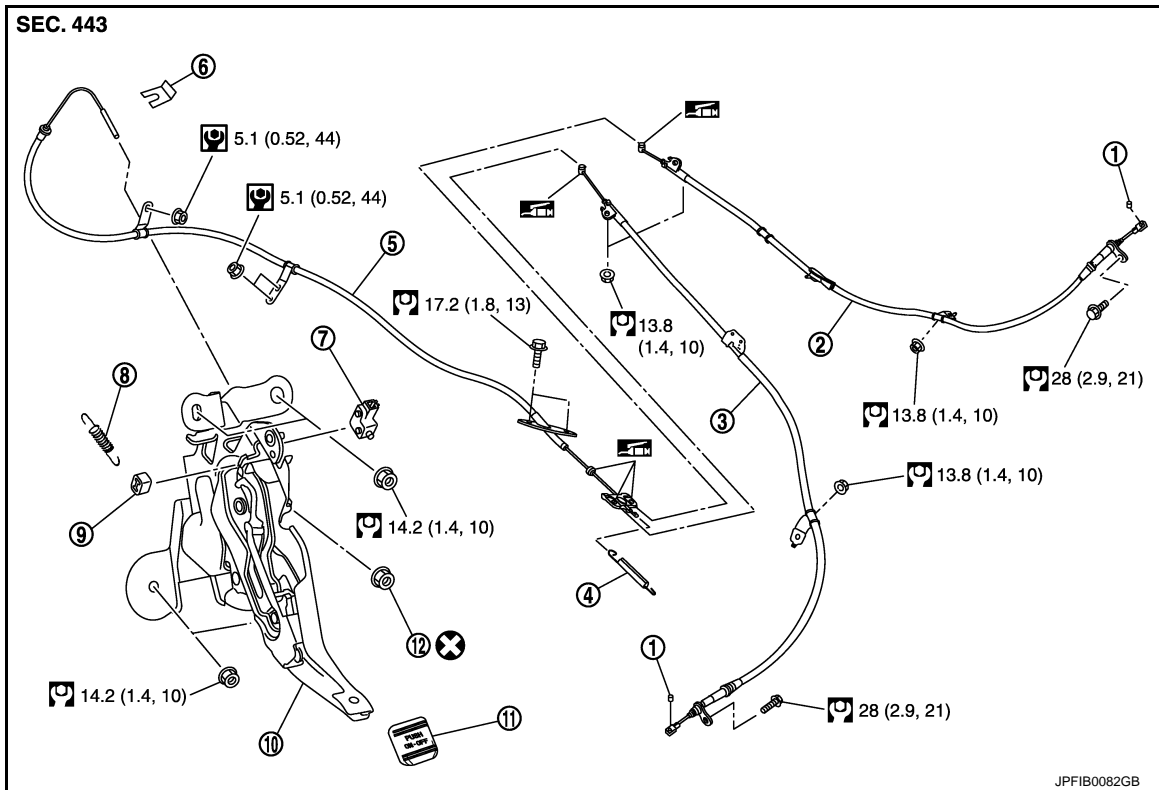 SEC. 443
6
5.1 (0.52, 44)
1
5.1 (0.52, 44)
5
17.2 (1.8, 13)
7
13.8
(1.4, 10)
2
8
28 (2.9, 21)
3
13.8 (1.4, 10)
13.8 (1.4, 10)
9
14.2 (1.4, 10)
4
12
1
14.2 (1.4, 10)
28 (2.9, 21)
11
PUSH
ON-OFF
10
JPFIB0082GB